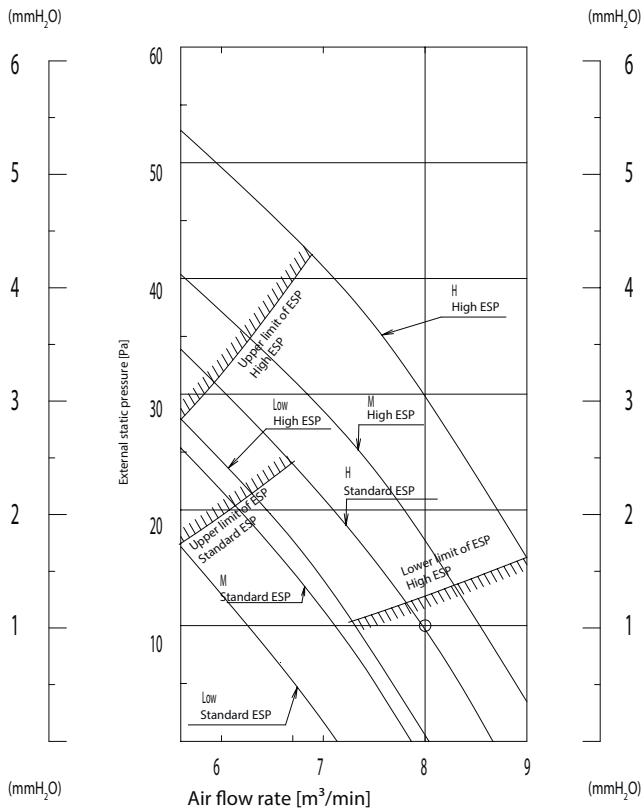 (mmH₂O)
(mmH₂O)
6
5
4
3
2
1
60
50
40
30
20
10
External static pressure [Pa]
H
High ESP
Upper limit of ESP
High ESP
Low
High ESP
M
High ESP
H
Standard ESP
Upper limit of ESP
Standard ESP
Lower limit of ESP
High ESP
M
Standard ESP
Low
Standard ESP
6
5
4
3
2
1
6
7
8
9
Air flow rate [m³/min]
(mmH₂O)
(mmH₂O)